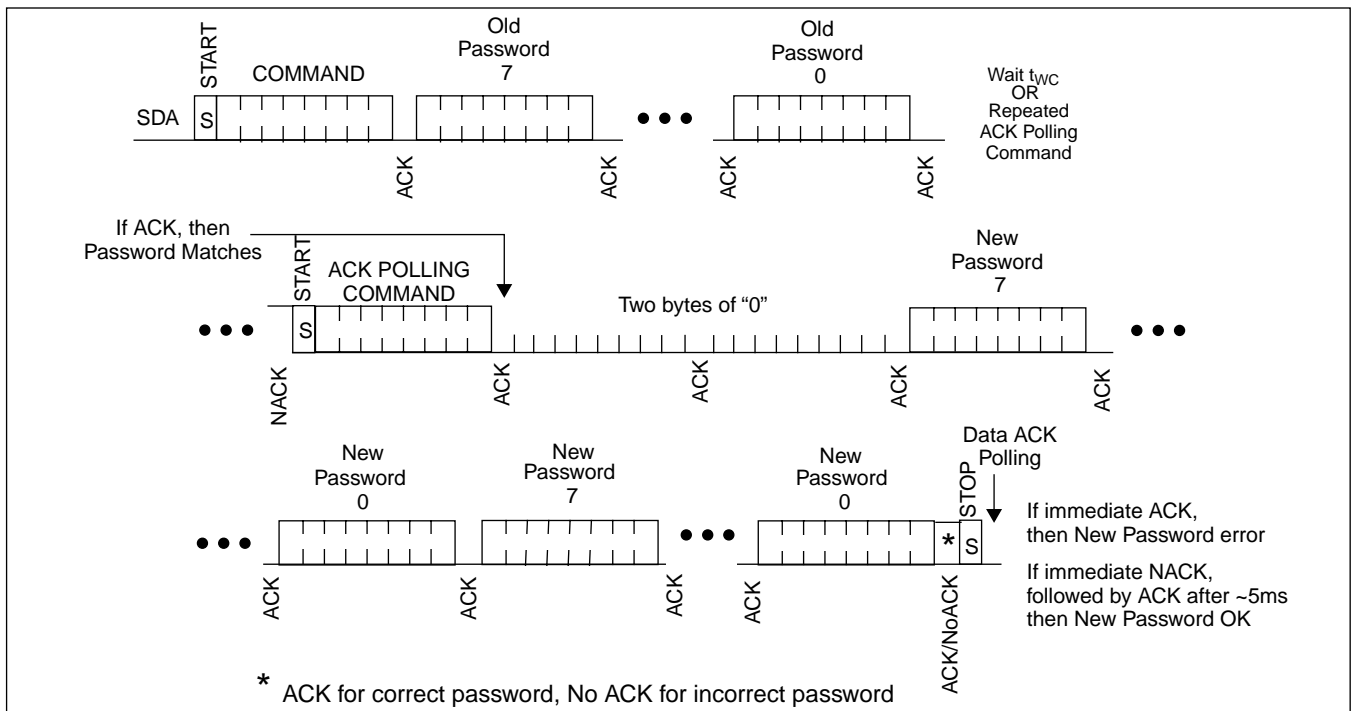 Old
Password
7
Old
Password
0
START
COMMAND
Wait tWC
OR
Repeated
ACK Polling
Command
SDA
S
ACK
ACK
ACK
ACK
If ACK, then
Password Matches
START
ACK POLLING
COMMAND
Two bytes of “0”
New
Password
7
S
NACK
ACK
ACK
ACK
ACK
New
Password
0
New
Password
7
New
Password
0
Data ACK
Polling
STOP
If immediate ACK,
then New Password error
If immediate NACK,
followed by ACK after ~5ms
then New Password OK
*
S
ACK
ACK
ACK
ACK
ACK/NoACK
* ACK for correct password, No ACK for incorrect password